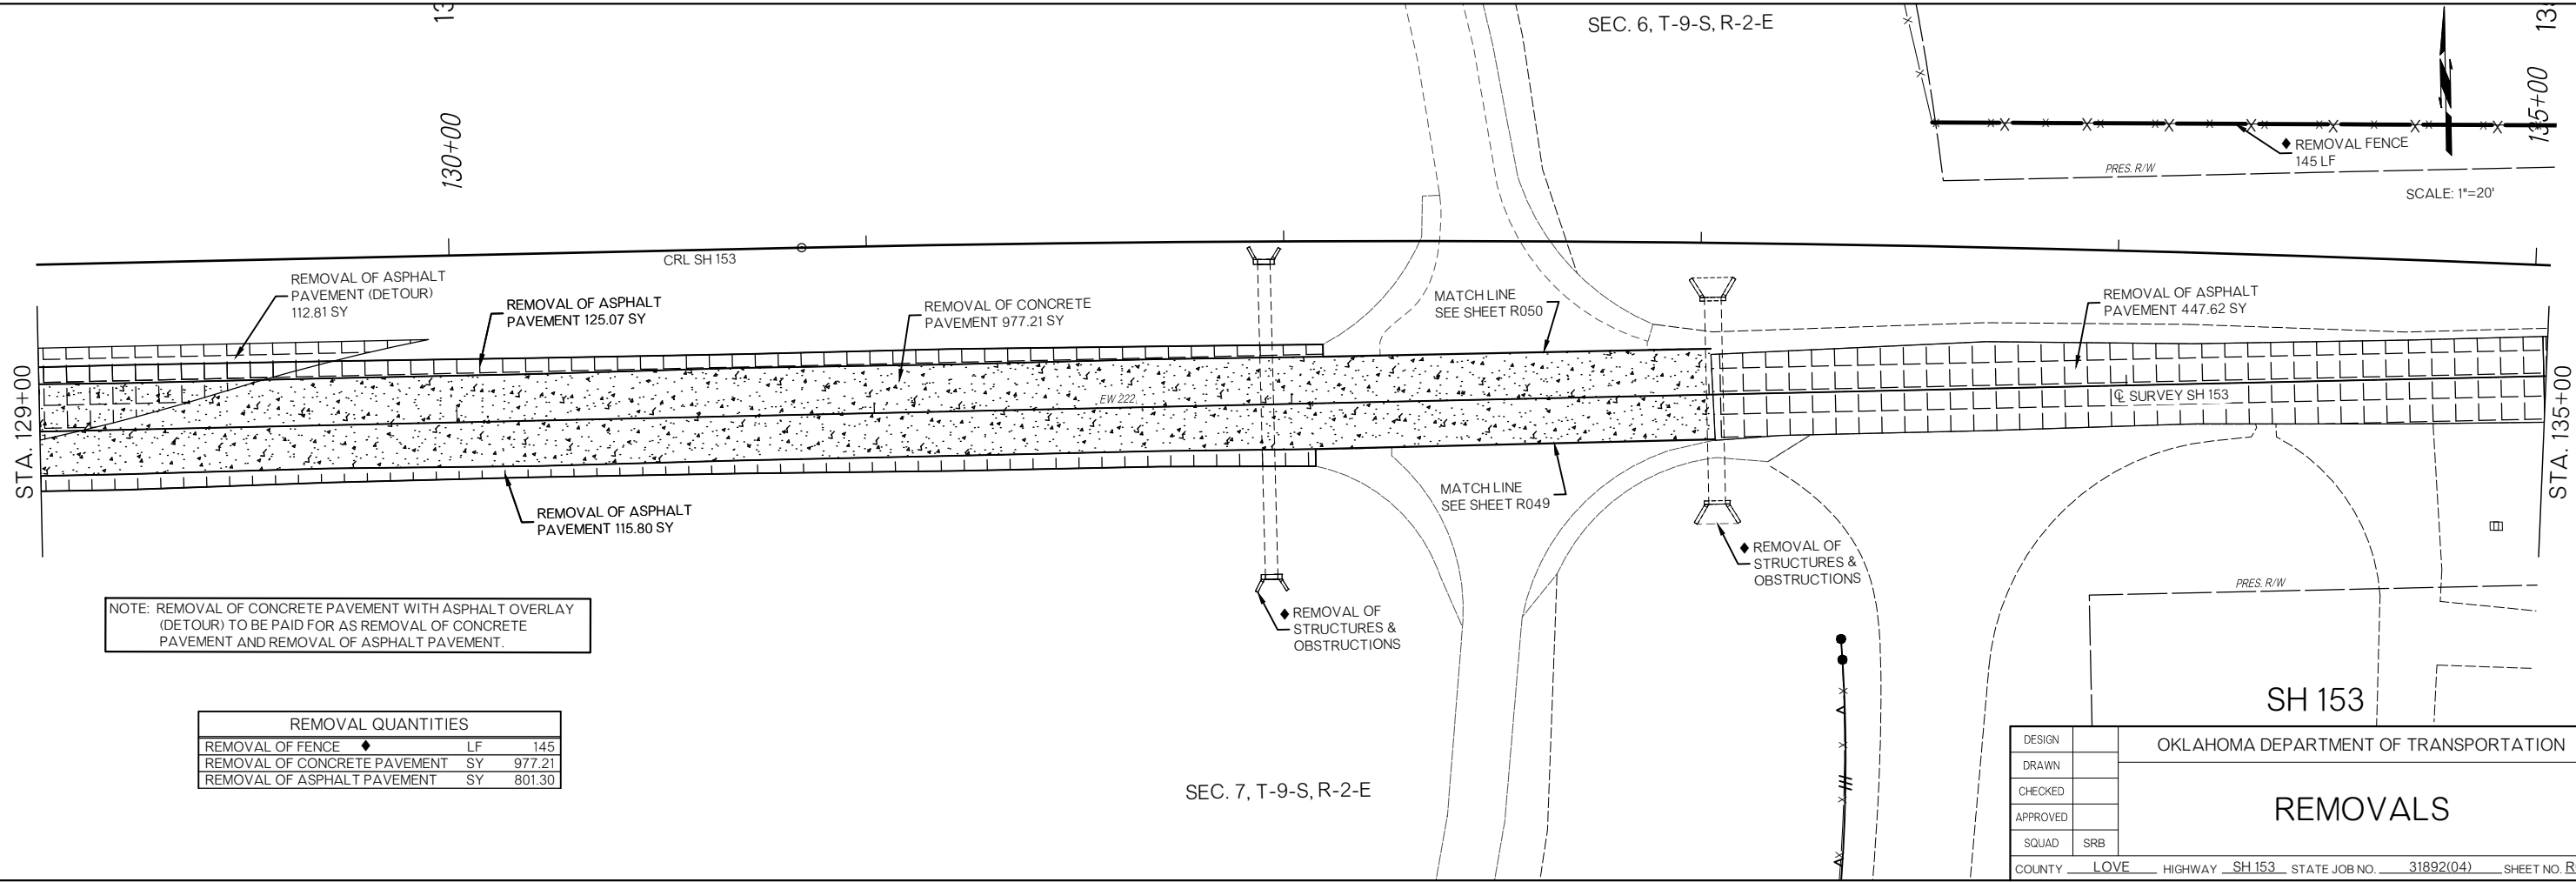 SEC. 6, T-9-S, R-2-E
130+00
135+00
◆ REMOVAL FENCE
145 LF
PRES. R/W
SCALE: 1"=20'
CRL SH 153
REMOVAL OF ASPHALT
PAVEMENT (DETOUR)
112.81 SY
REMOVAL OF ASPHALT
PAVEMENT 125.07 SY
REMOVAL OF CONCRETE
PAVEMENT 977.21 SY
MATCH LINE
SEE SHEET R050
REMOVAL OF ASPHALT
PAVEMENT 447.62 SY
STA. 129+00
EW 222
℄ SURVEY SH 153
STA. 135+00
MATCH LINE
SEE SHEET R049
REMOVAL OF ASPHALT
PAVEMENT 115.80 SY
◆ REMOVAL OF
STRUCTURES &
OBSTRUCTIONS
◆ REMOVAL OF
STRUCTURES &
OBSTRUCTIONS
PRES. R/W
NOTE: REMOVAL OF CONCRETE PAVEMENT WITH ASPHALT OVERLAY
(DETOUR) TO BE PAID FOR AS REMOVAL OF CONCRETE
PAVEMENT AND REMOVAL OF ASPHALT PAVEMENT.
REMOVAL QUANTITIES
REMOVAL OF FENCE ◆ LF 145
REMOVAL OF CONCRETE PAVEMENT SY 977.21
REMOVAL OF ASPHALT PAVEMENT SY 801.30
SEC. 7, T-9-S, R-2-E
SH 153
DESIGN
DRAWN
CHECKED
APPROVED
SQUAD SRB
OKLAHOMA DEPARTMENT OF TRANSPORTATION
REMOVALS
COUNTY LOVE HIGHWAY SH 153 STATE JOB NO. 31892(04) SHEET NO. R